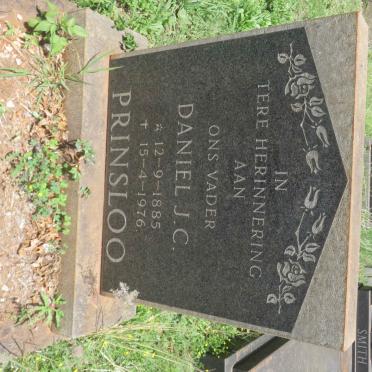 IN
TERE HERINNERING
AAN
ONS VADER
DANIEL J.C.
☆ 12-9-1885
† 15-4-1976.
PRINSLOO
SMITH